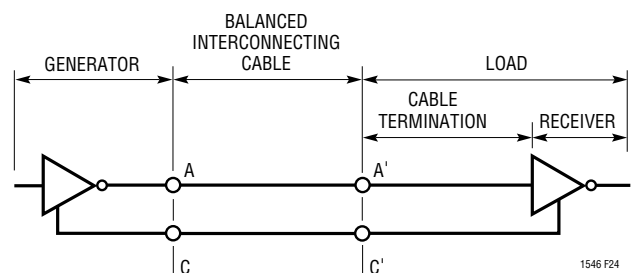 BALANCED
INTERCONNECTING
CABLE
GENERATOR
LOAD
CABLE
TERMINATION
RECEIVER
A
A'
C
C'
1546 F24